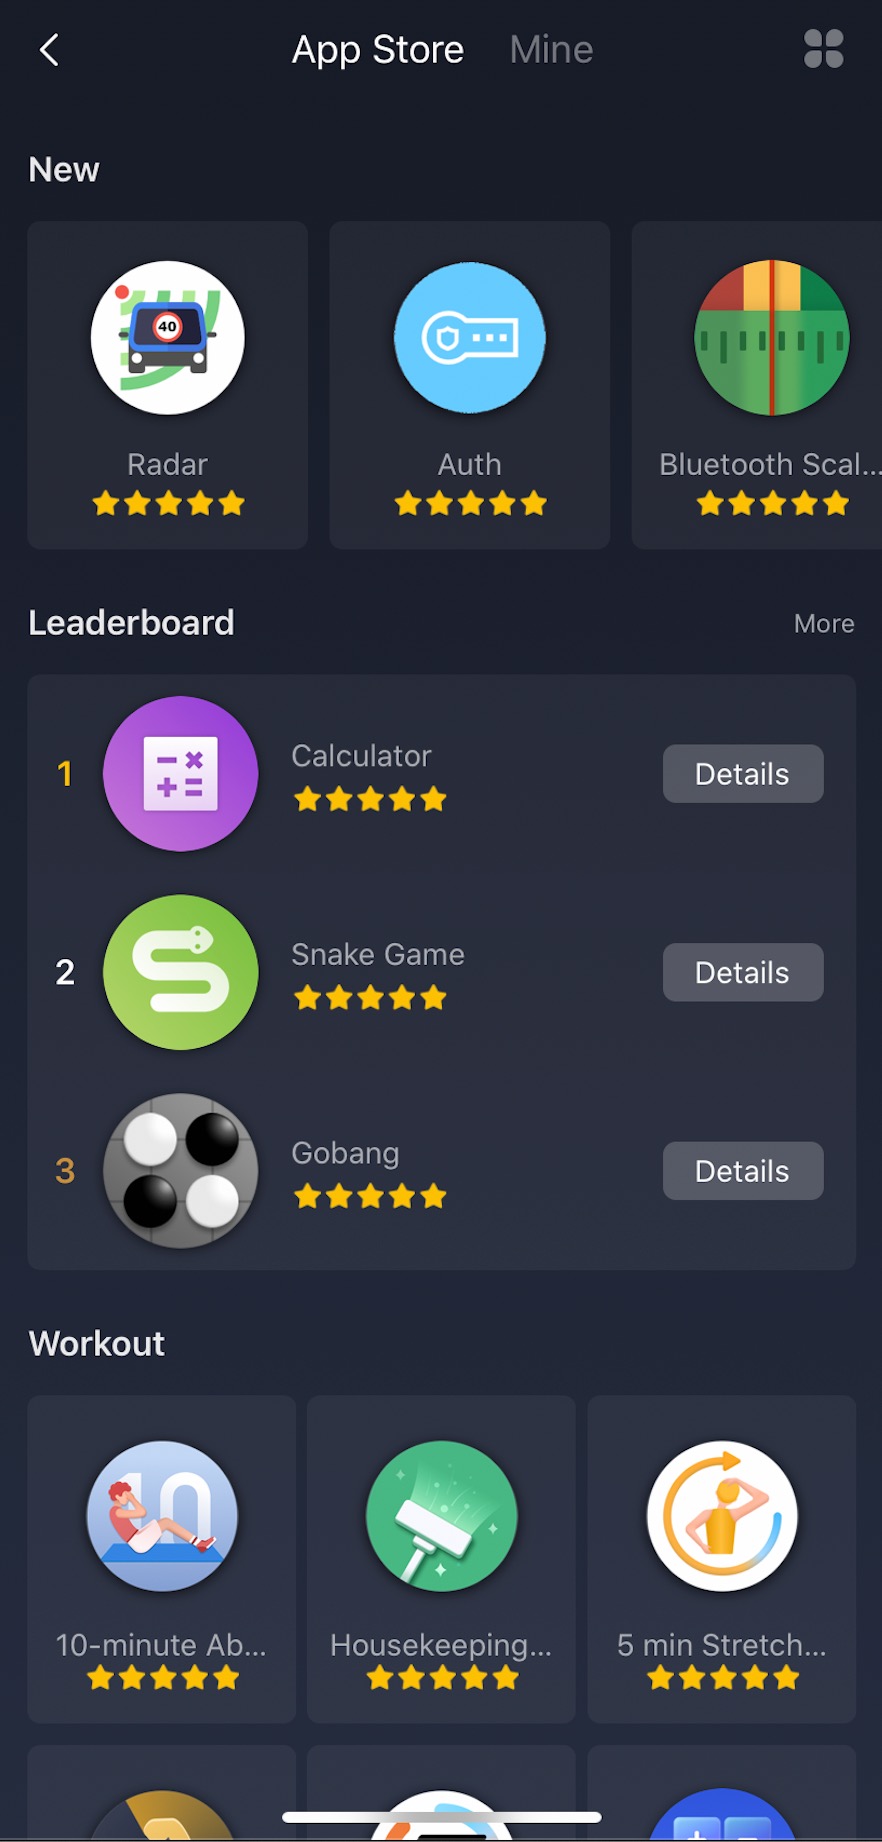 App Store Mine
New
40
Radar
Auth
Bluetooth Scal...
Leaderboard
More
1
Calculator
Details
2
Snake Game
Details
3
Gobang
Details
Workout
10
10-minute Ab...
Housekeeping...
5 min Stretch...